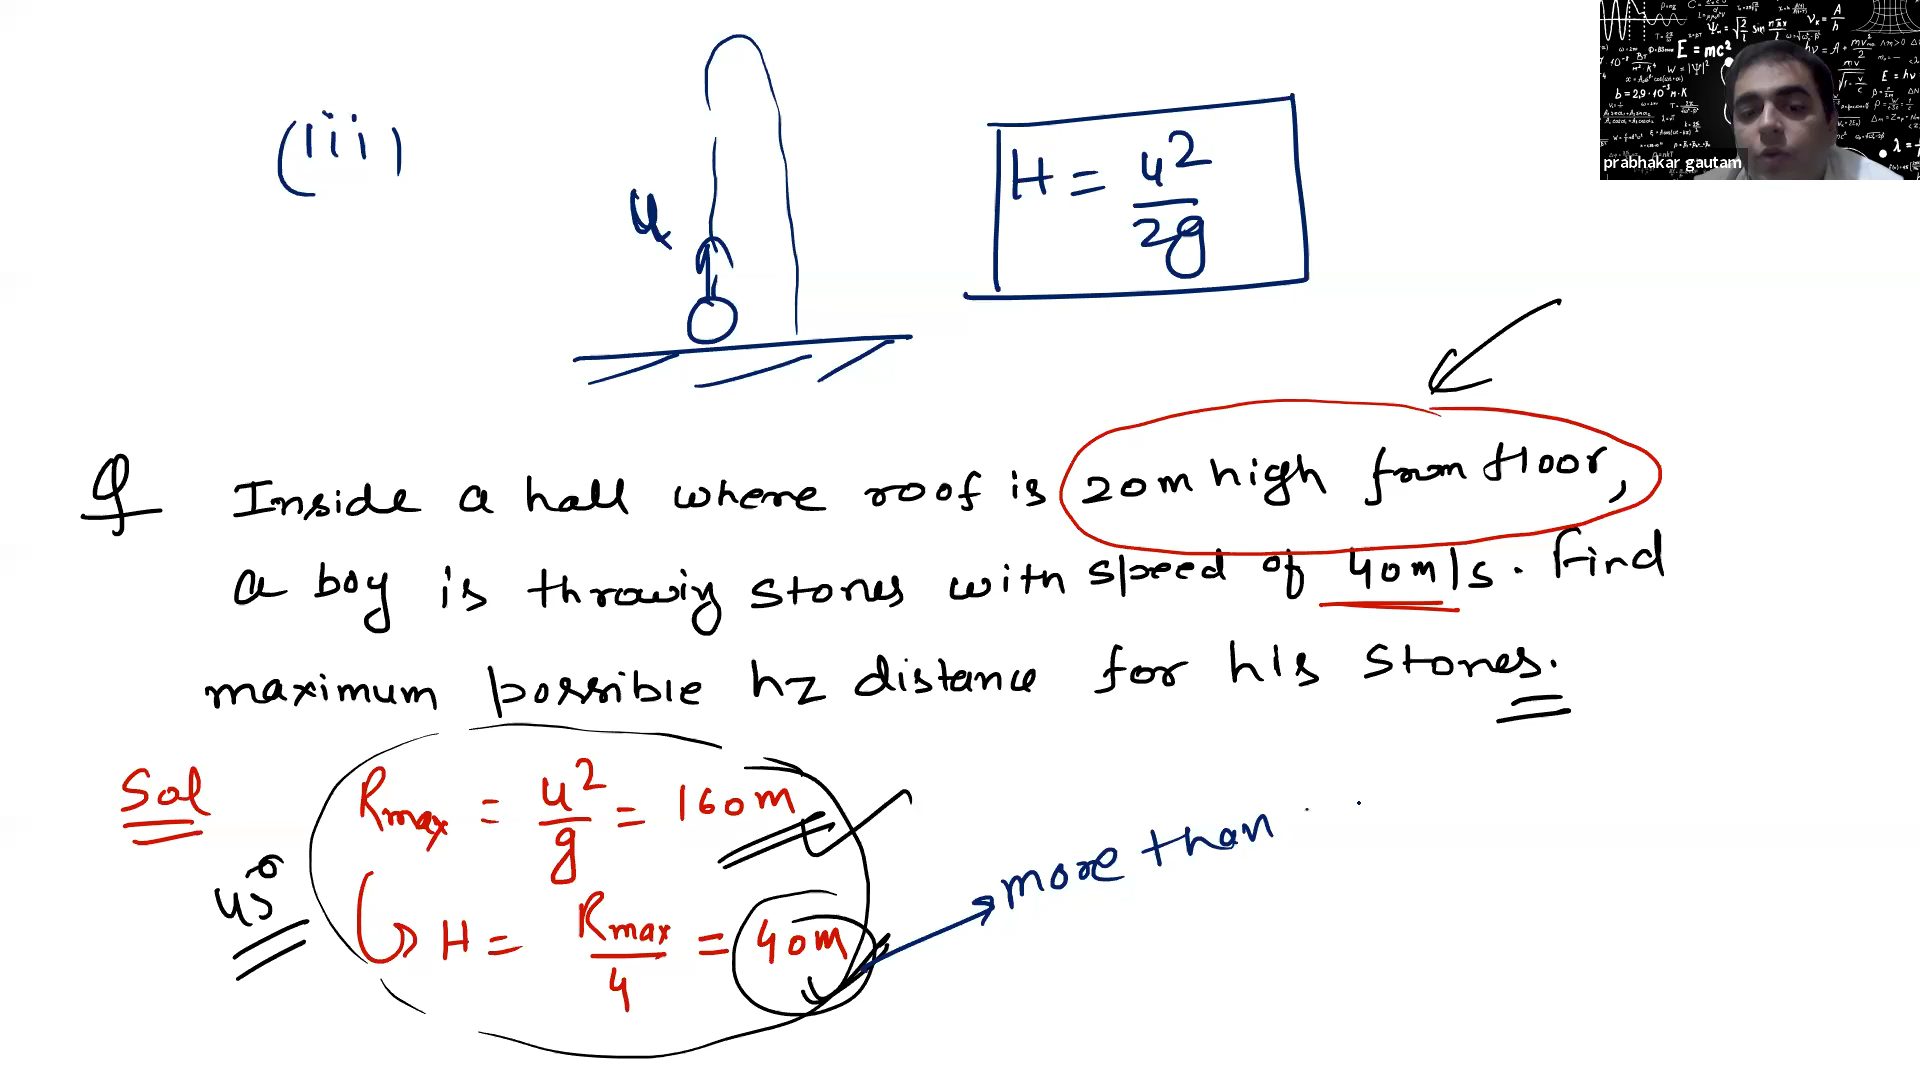 (iii)
u
H = u²/2g
prabhakar gautam
E = mc²
Q Inside a hall where roof is 20m high from floor,
a boy is throwiy stones with speed of 40m/s. Find
maximum possible hz distance for his stones.
Sol
Rmax = u²/g = 160m
45°
H = Rmax/4 = 40m
more than